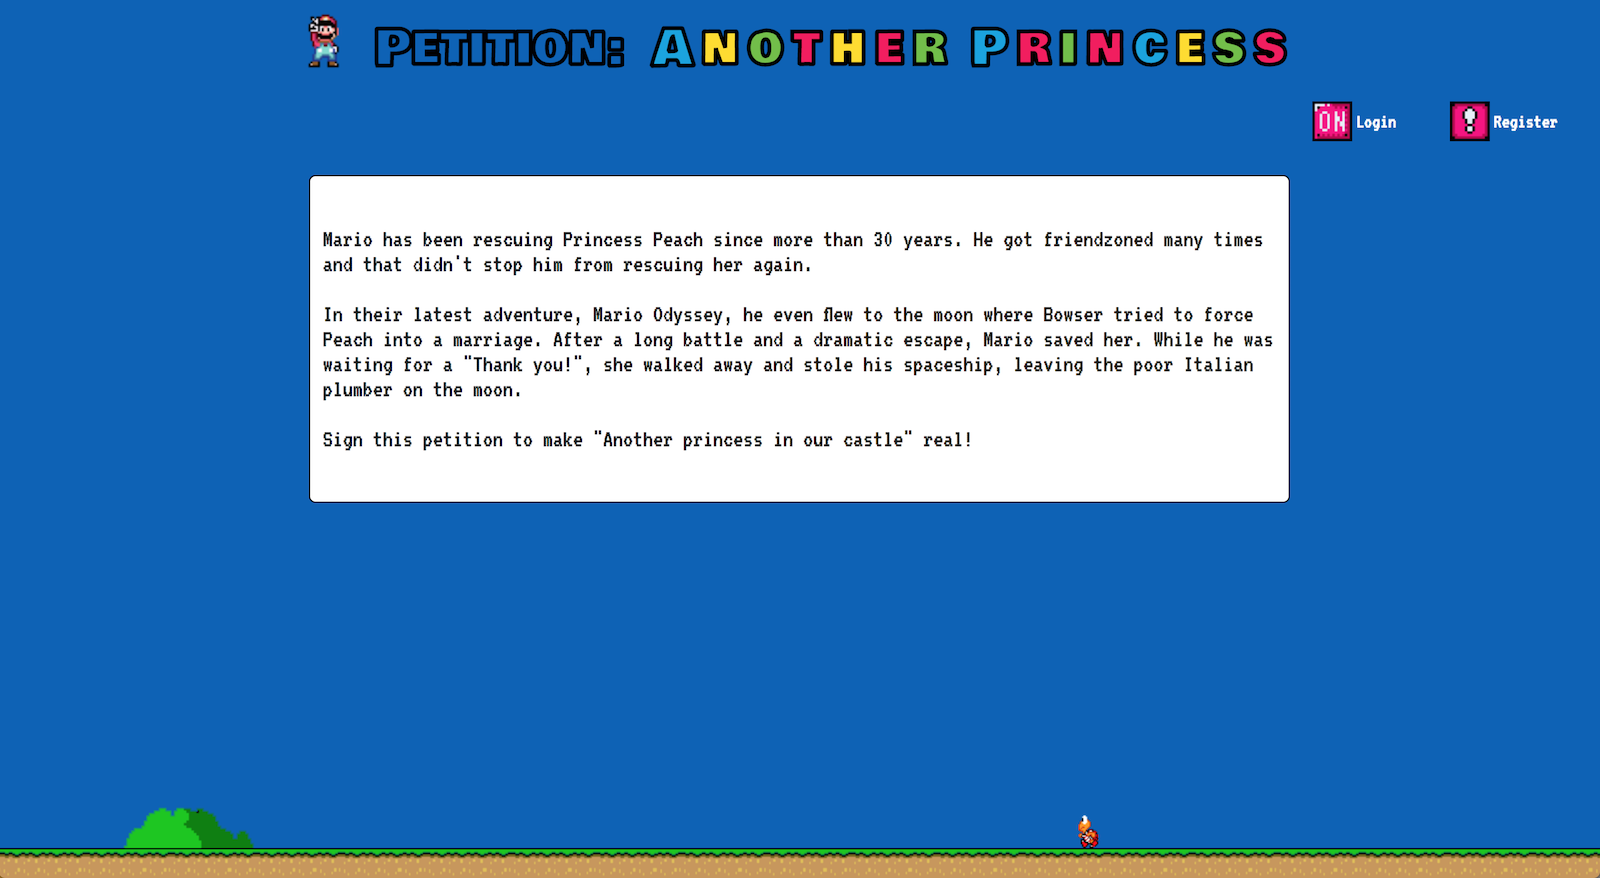 Petition: Another Princess
ON Login
! Register
Mario has been rescuing Princess Peach since more than 30 years. He got friendzoned many times
and that didn't stop him from rescuing her again.
In their latest adventure, Mario Odyssey, he even flew to the moon where Bowser tried to force
Peach into a marriage. After a long battle and a dramatic escape, Mario saved her. While he was
waiting for a "Thank you!", she walked away and stole his spaceship, leaving the poor Italian
plumber on the moon.
Sign this petition to make "Another princess in our castle" real!